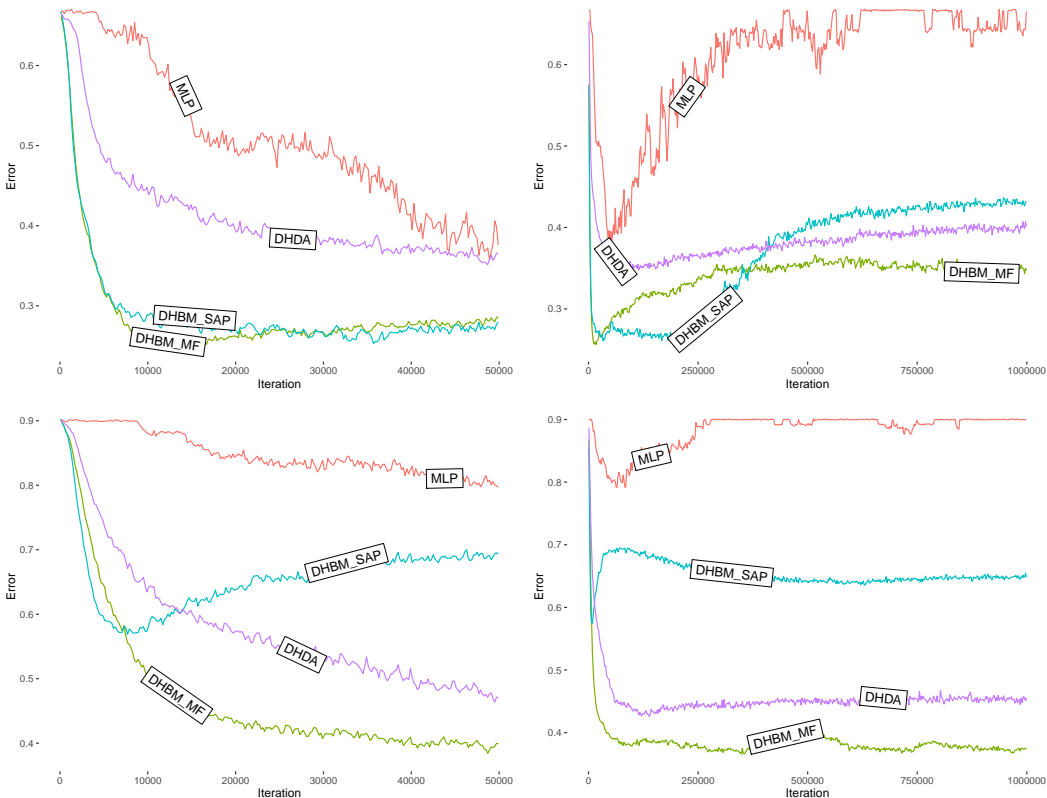 Error
0.6
0.5
0.4
0.3
MLP
DHDA
DHBM_SAP
DHBM_MF
0 10000 20000 30000 40000 50000
Iteration
Error
0.6
0.5
0.4
0.3
MLP
DHDA
DHBM_MF
DHBM_SAP
0 250000 500000 750000 1000000
Iteration
Error
0.9
0.8
0.7
0.6
0.5
0.4
MLP
DHBM_SAP
DHDA
DHBM_MF
0 10000 20000 30000 40000 50000
Iteration
Error
0.9
0.8
0.7
0.6
0.5
0.4
MLP
DHBM_SAP
DHDA
DHBM_MF
0 250000 500000 750000 1000000
Iteration